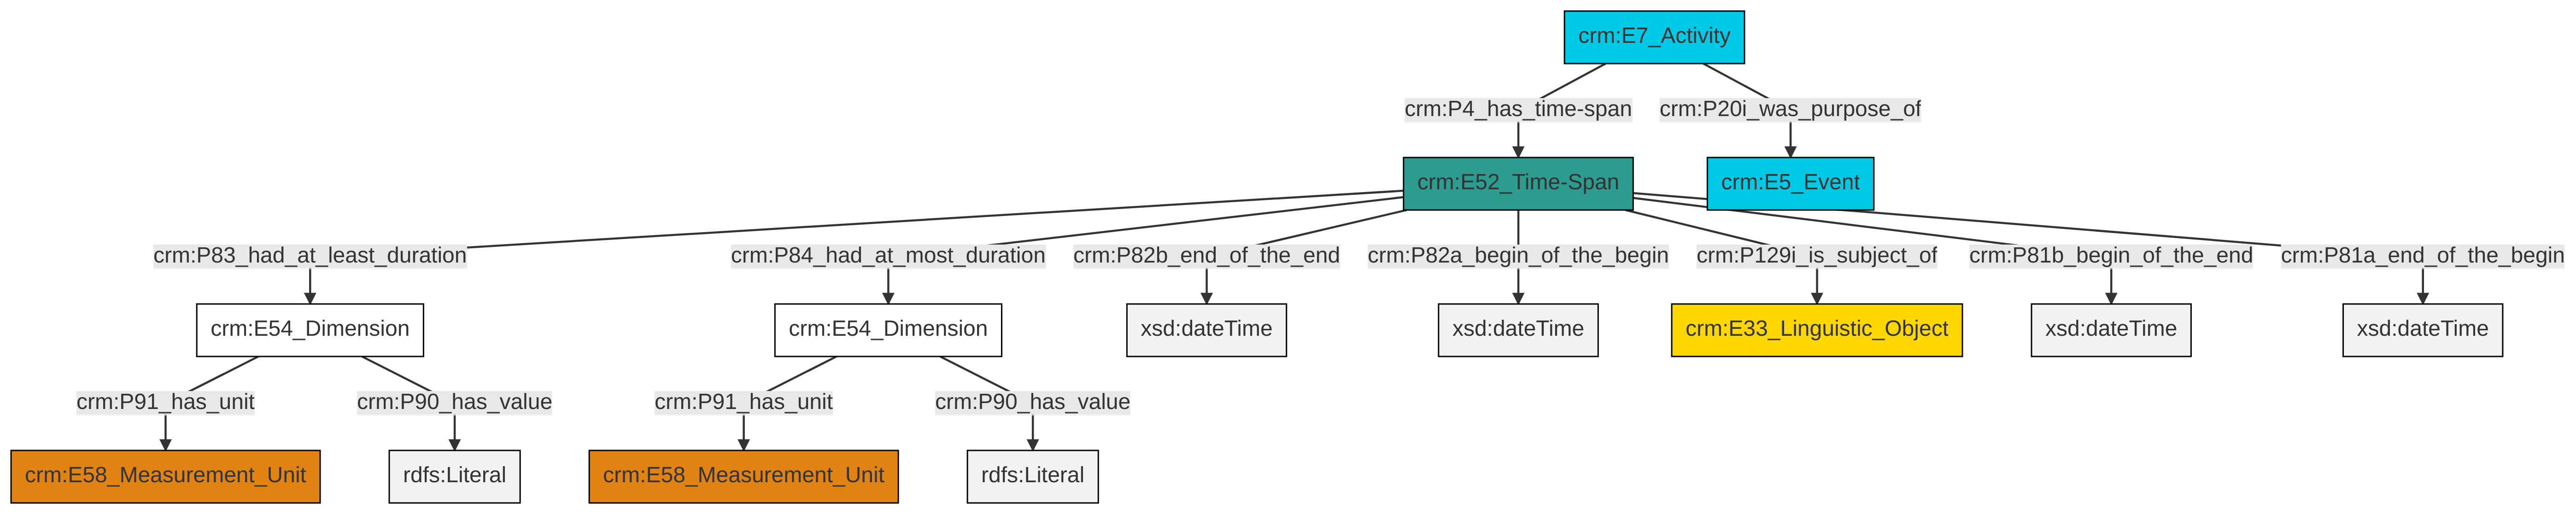 crm:E7_Activity
crm:P4_has_time-span
crm:P20i_was_purpose_of
crm:E52_Time-Span
crm:E5_Event
crm:P83_had_at_least_duration
crm:P84_had_at_most_duration
crm:P82b_end_of_the_end
crm:P82a_begin_of_the_begin
crm:P129i_is_subject_of
crm:P81b_begin_of_the_end
crm:P81a_end_of_the_begin
crm:E54_Dimension
crm:E54_Dimension
xsd:dateTime
xsd:dateTime
crm:E33_Linguistic_Object
xsd:dateTime
xsd:dateTime
crm:P91_has_unit
crm:P90_has_value
crm:P91_has_unit
crm:P90_has_value
crm:E58_Measurement_Unit
rdfs:Literal
crm:E58_Measurement_Unit
rdfs:Literal